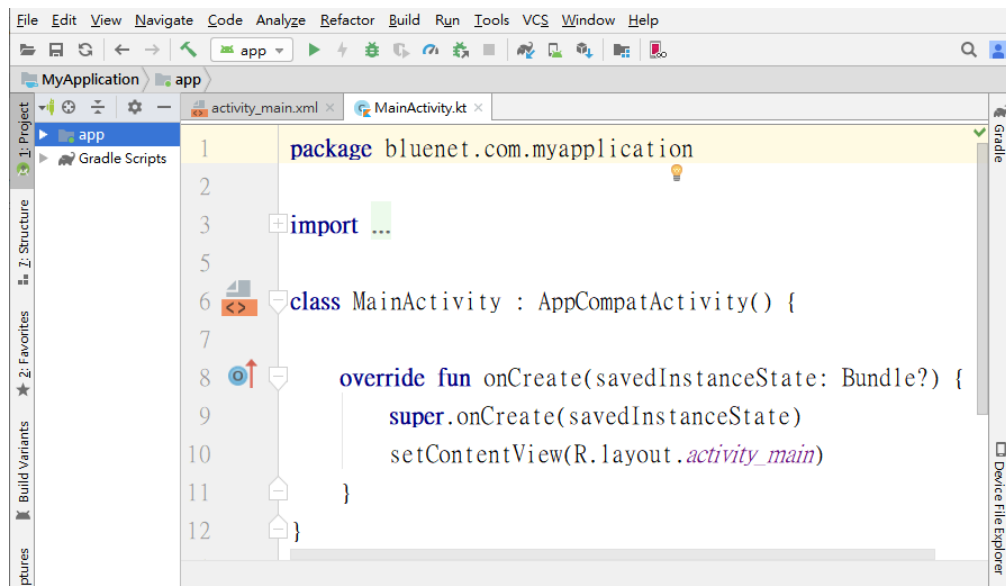 File Edit View Navigate Code Analyze Refactor Build Run Tools VCS Window Help
app
MyApplication app
activity_main.xml MainActivity.kt
1: Project
app
Gradle Scripts
7: Structure
2: Favorites
Build Variants
ptures
1 package bluenet.com.myapplication
2
3 import ...
5
6 class MainActivity : AppCompatActivity() {
7
8 override fun onCreate(savedInstanceState: Bundle?) {
9 super.onCreate(savedInstanceState)
10 setContentView(R.layout.activity_main)
11 }
12 }
Gradle
Device File Explorer